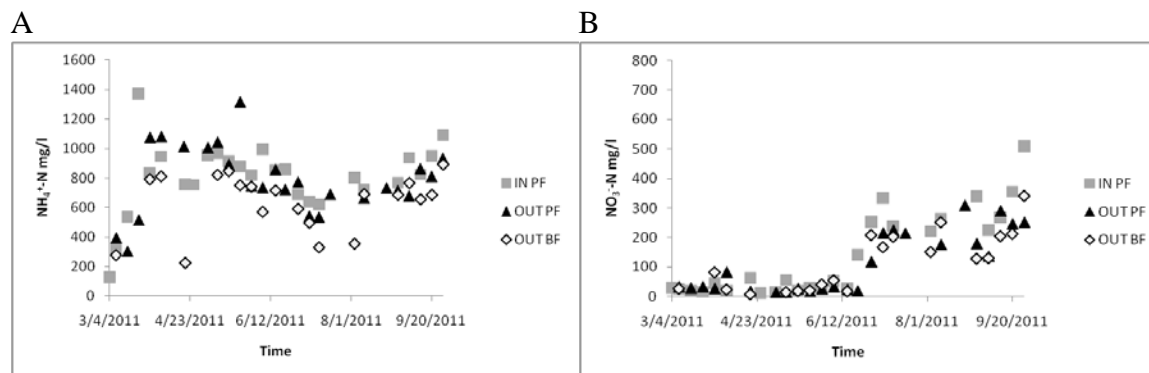 A
1600
1400
1200
1000
800
600
400
200
0
NH₄⁺-N mg/l
3/4/2011 4/23/2011 6/12/2011 8/1/2011 9/20/2011
Time
IN PF
OUT PF
OUT BF
B
800
700
600
500
400
300
200
100
0
NO₃⁻-N mg/l
3/4/2011 4/23/2011 6/12/2011 8/1/2011 9/20/2011
Time
IN PF
OUT PF
OUT BF